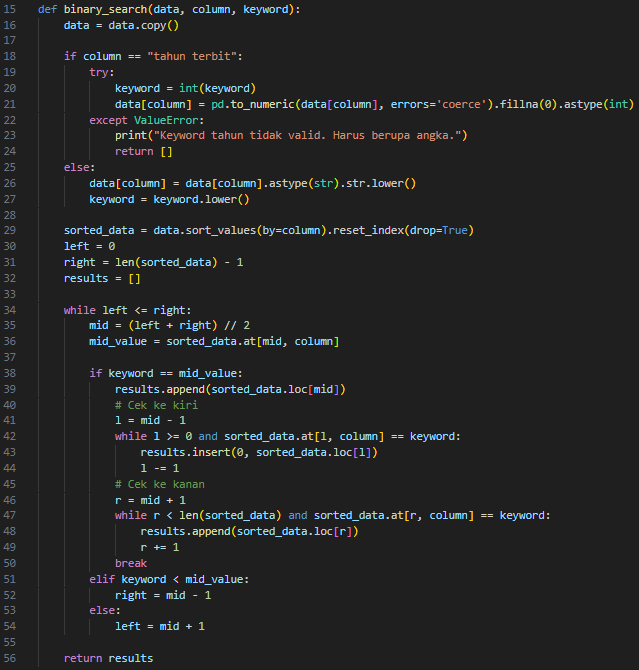 15 def binary_search(data, column, keyword):
16     data = data.copy()
17
18     if column == "tahun terbit":
19         try:
20             keyword = int(keyword)
21             data[column] = pd.to_numeric(data[column], errors='coerce').fillna(0).astype(int)
22         except ValueError:
23             print("Keyword tahun tidak valid. Harus berupa angka.")
24             return []
25     else:
26         data[column] = data[column].astype(str).str.lower()
27         keyword = keyword.lower()
28
29     sorted_data = data.sort_values(by=column).reset_index(drop=True)
30     left = 0
31     right = len(sorted_data) - 1
32     results = []
33
34     while left <= right:
35         mid = (left + right) // 2
36         mid_value = sorted_data.at[mid, column]
37
38         if keyword == mid_value:
39             results.append(sorted_data.loc[mid])
40             # Cek ke kiri
41             l = mid - 1
42             while l >= 0 and sorted_data.at[l, column] == keyword:
43                 results.insert(0, sorted_data.loc[l])
44                 l -= 1
45             # Cek ke kanan
46             r = mid + 1
47             while r < len(sorted_data) and sorted_data.at[r, column] == keyword:
48                 results.append(sorted_data.loc[r])
49                 r += 1
50             break
51         elif keyword < mid_value:
52             right = mid - 1
53         else:
54             left = mid + 1
55
56     return results